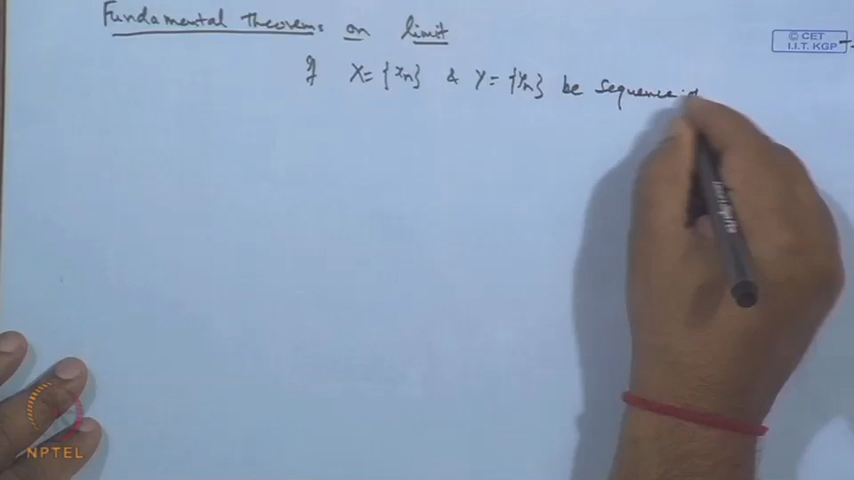 Fundamental Theorems on limit
© CET
I.I.T. KGP
If X = {xn} & Y = {yn} be sequence
NPTEL